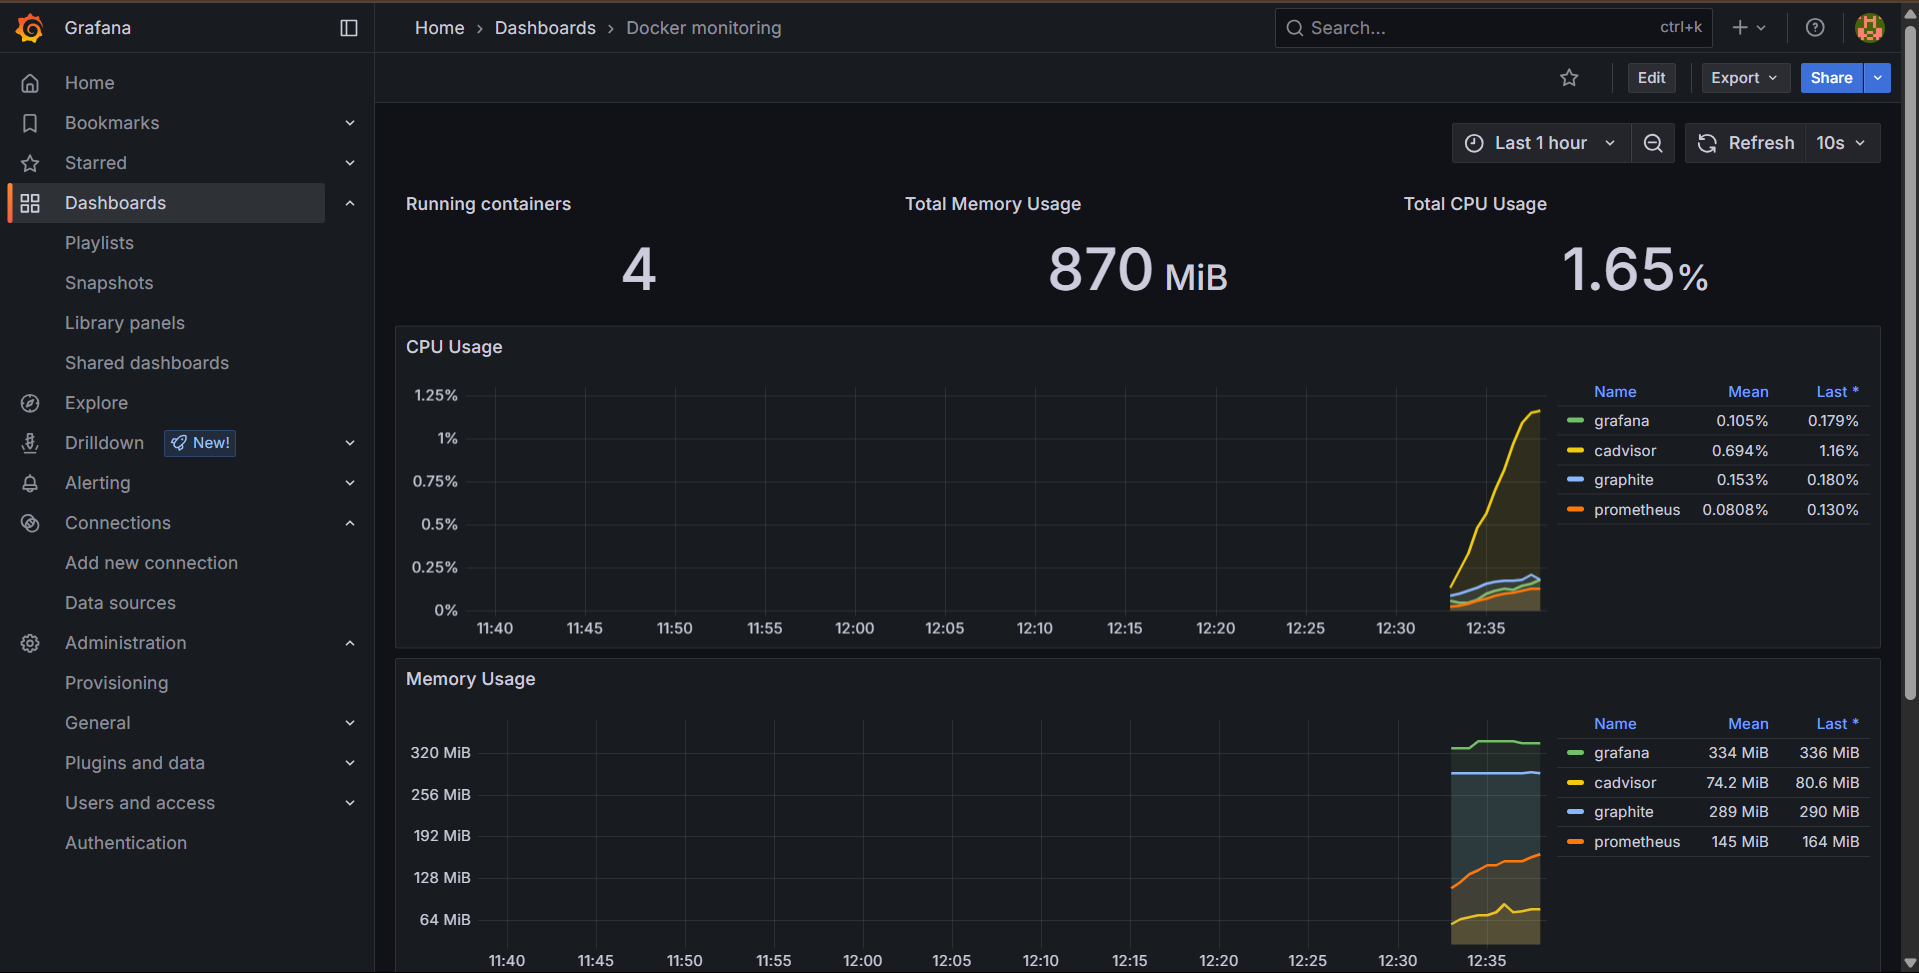 Grafana
Home › Dashboards › Docker monitoring
Search... ctrl+k
Home
Bookmarks
Starred
Dashboards
Playlists
Snapshots
Library panels
Shared dashboards
Explore
Drilldown New!
Alerting
Connections
Add new connection
Data sources
Administration
Provisioning
General
Plugins and data
Users and access
Authentication
Edit Export Share
Last 1 hour Refresh 10s
Running containers
4
Total Memory Usage
870 MiB
Total CPU Usage
1.65%
CPU Usage
1.25%
1%
0.75%
0.5%
0.25%
0%
11:40 11:45 11:50 11:55 12:00 12:05 12:10 12:15 12:20 12:25 12:30 12:35
Name Mean Last *
grafana 0.105% 0.179%
cadvisor 0.694% 1.16%
graphite 0.153% 0.180%
prometheus 0.0808% 0.130%
Memory Usage
320 MiB
256 MiB
192 MiB
128 MiB
64 MiB
11:40 11:45 11:50 11:55 12:00 12:05 12:10 12:15 12:20 12:25 12:30 12:35
Name Mean Last *
grafana 334 MiB 336 MiB
cadvisor 74.2 MiB 80.6 MiB
graphite 289 MiB 290 MiB
prometheus 145 MiB 164 MiB